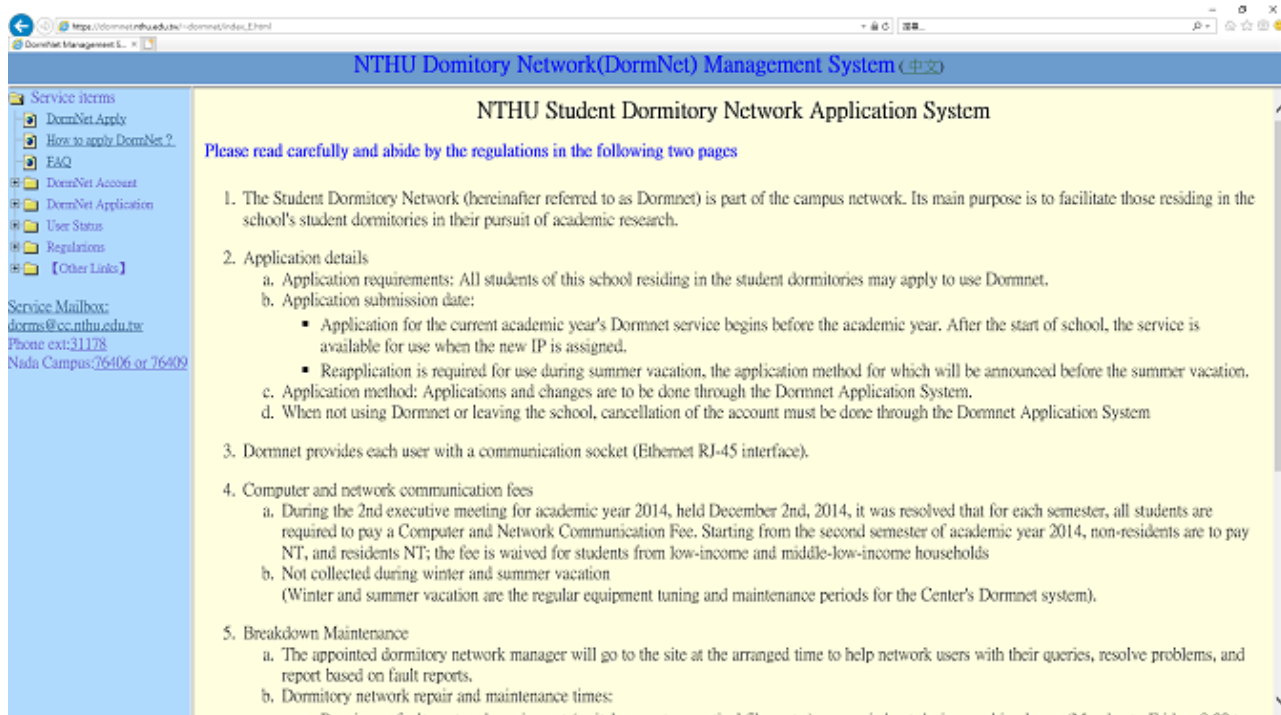 https://dormnet.nthu.edu.tw/~dormnet/index_E.html
DormNet Management S...
NTHU Domitory Network(DormNet) Management System (中文)
Service iterms
DormNet Apply
How to apply DormNet ?
FAQ
DormNet Account
DormNet Application
User Status
Regulations
【Other Links】
Service Mailbox:
dorms@cc.nthu.edu.tw
Phone ext:31178
Nada Campus:76406 or 76409
NTHU Student Dormitory Network Application System
Please read carefully and abide by the regulations in the following two pages
1. The Student Dormitory Network (hereinafter referred to as Dormnet) is part of the campus network. Its main purpose is to facilitate those residing in the
school's student dormitories in their pursuit of academic research.
2. Application details
a. Application requirements: All students of this school residing in the student dormitories may apply to use Dormnet.
b. Application submission date:
▪ Application for the current academic year's Dormnet service begins before the academic year. After the start of school, the service is
available for use when the new IP is assigned.
▪ Reapplication is required for use during summer vacation, the application method for which will be announced before the summer vacation.
c. Application method: Applications and changes are to be done through the Dormnet Application System.
d. When not using Dormnet or leaving the school, cancellation of the account must be done through the Dormnet Application System
3. Dormnet provides each user with a communication socket (Ethernet RJ-45 interface).
4. Computer and network communication fees
a. During the 2nd executive meeting for academic year 2014, held December 2nd, 2014, it was resolved that for each semester, all students are
required to pay a Computer and Network Communication Fee. Starting from the second semester of academic year 2014, non-residents are to pay
NT, and residents NT; the fee is waived for students from low-income and middle-low-income households
b. Not collected during winter and summer vacation
(Winter and summer vacation are the regular equipment tuning and maintenance periods for the Center's Dormnet system).
5. Breakdown Maintenance
a. The appointed dormitory network manager will go to the site at the arranged time to help network users with their queries, resolve problems, and
report based on fault reports.
b. Dormitory network repair and maintenance times: